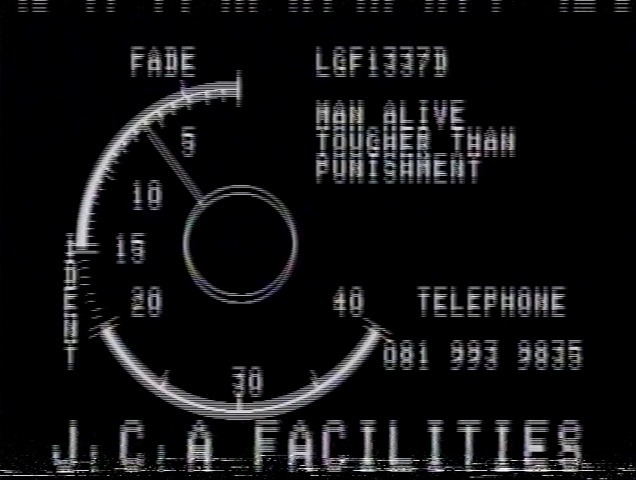 FADE
LGF1337D
MAN ALIVE
TOUGHER THAN
PUNISHMENT
5
10
15
IDENT
20
40
TELEPHONE
30
081 993 9835
J.C.A FACILITIES